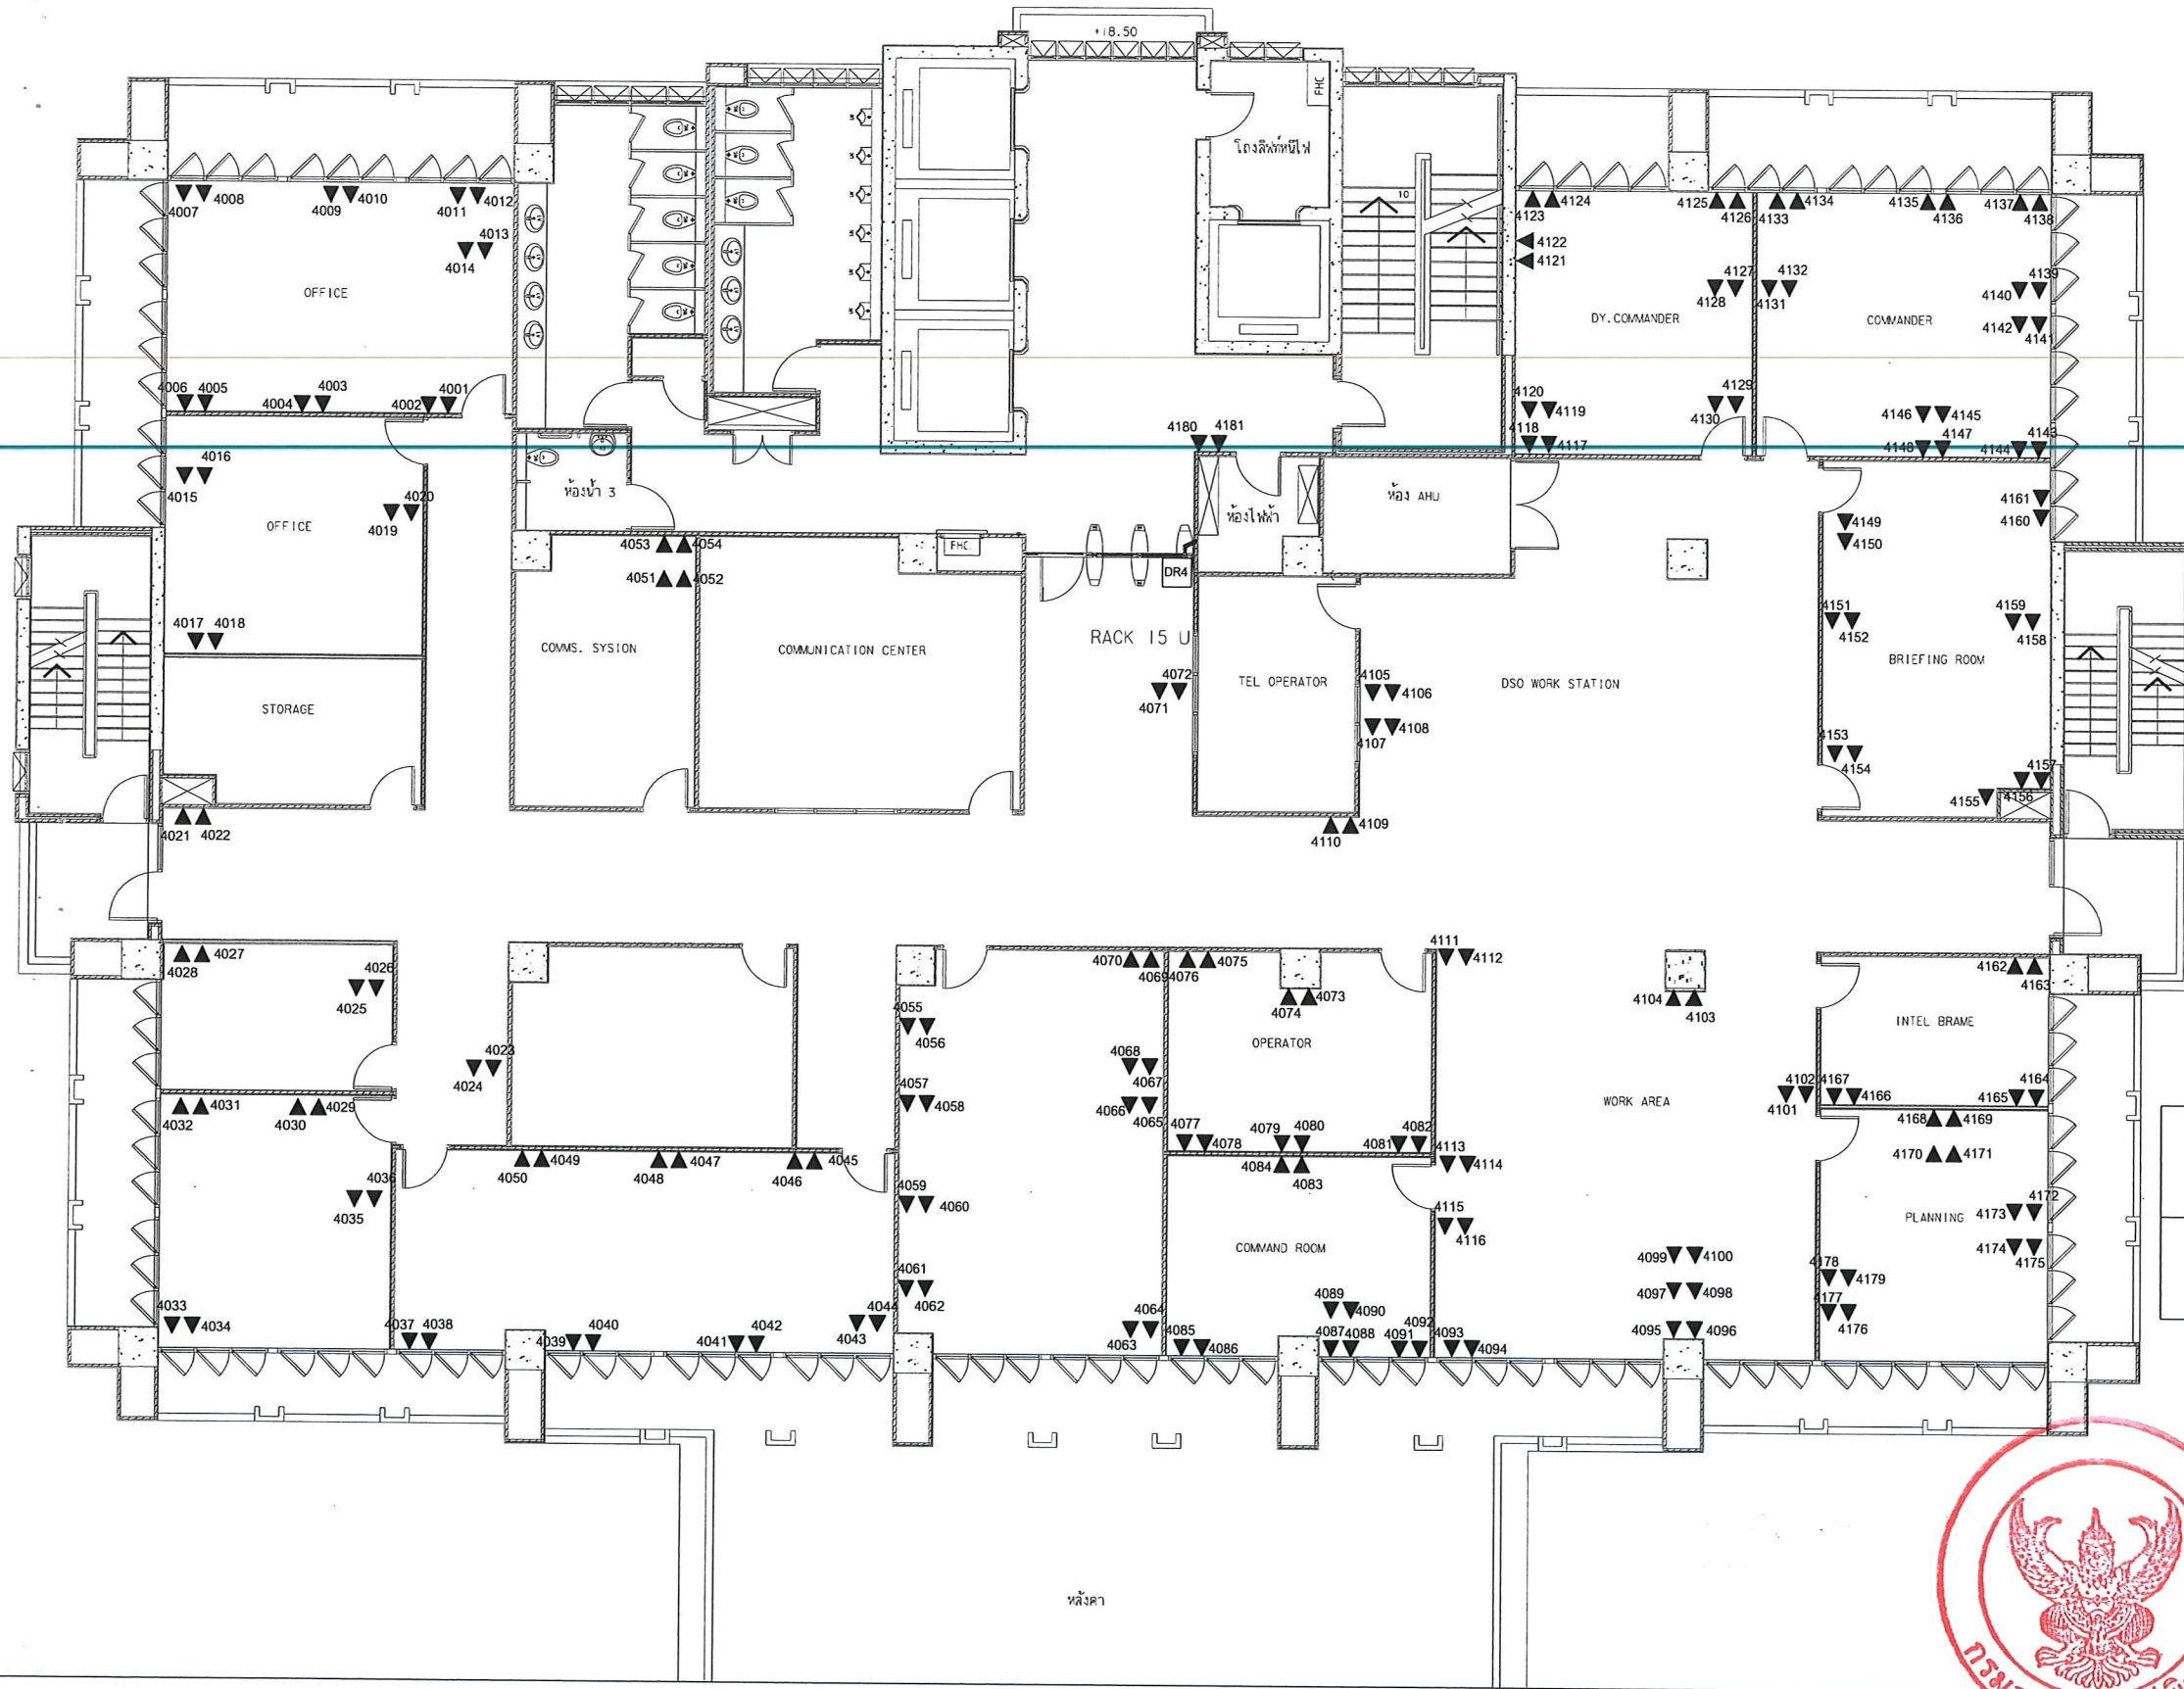 +18.50
FHC
โถงลิฟท์หนีไฟ
10
4007 4008 4009 4010 4011 4012
4013
4014
OFFICE
4006 4005 4004 4003 4002 4001
4123 4124 4125 4126 4133 4134 4135 4136 4137 4138
4122
4121
4127 4132 4139
4128 4131 4140
DY.COMMANDER
COMMANDER
4142 4141
4120 4119 4129
4130 4146 4145
4118 4117 4148 4147 4144 4143
4180 4181
4016
4015
4020
4019
OFFICE
ห้องน้ำ 3
ห้องไฟฟ้า
ห้อง AHU
4161
4160
4149
4150
4053 4054
4051 4052
FHC.
DR4
4017 4018
COMMS. SYSION
COMMUNICATION CENTER
RACK 15 U
TEL OPERATOR
DSO WORK STATION
4151 4159
4152 4158
BRIEFING ROOM
STORAGE
4072
4071
4105 4106
4107 4108
4153 4154
4157
4155 4156
4021 4022
4109
4110
4027
4028
4026
4025
4070 4069 4076 4075
4111 4112
4074 4073
4104 4103
4162 4163
4055
4056
4023
4024
OPERATOR
INTEL BRAME
4068
4067
4057
4058
4066 4065
WORK AREA
4102 4167 4166 4164
4101 4165
4031 4029
4032 4030
4077 4078 4079 4080 4081 4082
4168 4169
4050 4049 4048 4047 4046 4045
4084 4083
4113 4114
4170 4171
4036
4035
4059
4060
4115
4116
PLANNING
4172
4173
COMMAND ROOM
4099 4100
4174 4175
4061
4062
4178 4179
4097 4098
4177
4176
4033 4034
4037 4038 4039 4040 4041 4042 4043 4044
4064
4063
4089 4090
4085 4086 4087 4088 4091 4092 4093 4094
4095 4096
หลังคา